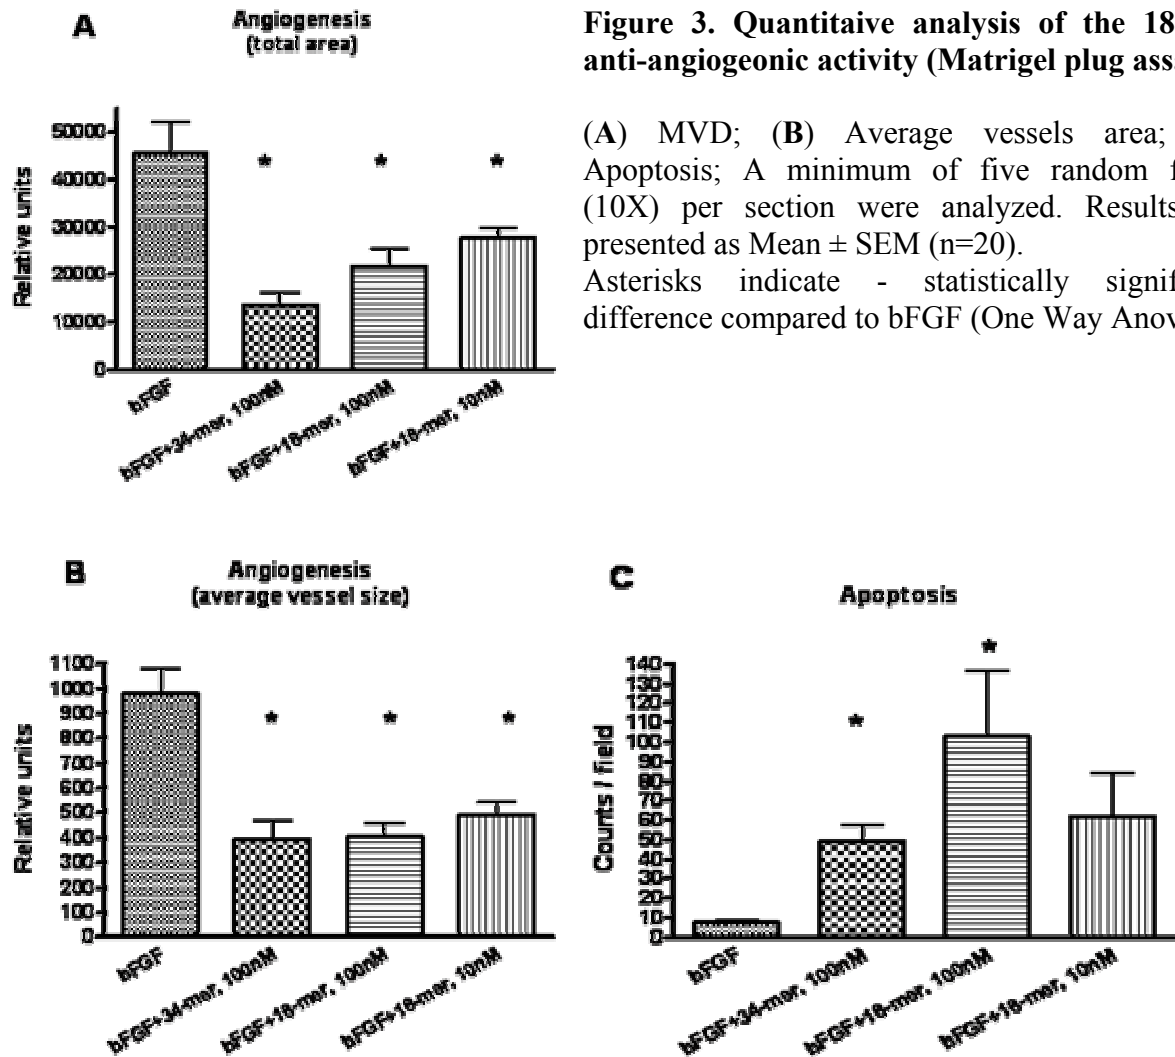 A
Angiogenesis
(total area)
Relative units
50000
40000
30000
20000
10000
0
*
*
*
bFGF
bFGF+34-mer, 100nM
bFGF+18-mer, 100nM
bFGF+18-mer, 10nM
Figure 3. Quantitaive analysis of the 18
anti-angiogeonic activity (Matrigel plug ass
(A) MVD; (B) Average vessels area;
Apoptosis; A minimum of five random f
(10X) per section were analyzed. Results
presented as Mean ± SEM (n=20).
Asterisks indicate - statistically signif
difference compared to bFGF (One Way Anov
B
Angiogenesis
(average vessel size)
Relative units
1100
1000
900
800
700
600
500
400
300
200
100
0
*
*
*
bFGF
bFGF+34-mer, 100nM
bFGF+18-mer, 100nM
bFGF+18-mer, 10nM
C
Apoptosis
Counts / field
140
130
120
110
100
90
80
70
60
50
40
30
20
10
0
*
*
bFGF
bFGF+34-mer, 100nM
bFGF+18-mer, 100nM
bFGF+18-mer, 10nM